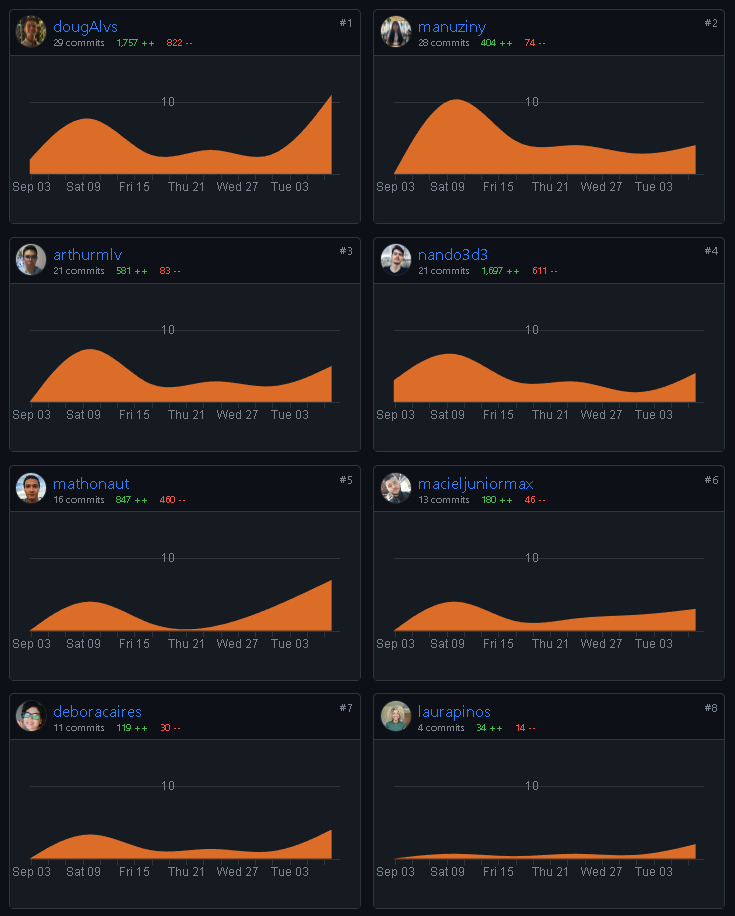 dougAlvs #1
29 commits 1,757 ++ 822 --
10
Sep 03 Sat 09 Fri 15 Thu 21 Wed 27 Tue 03
manuziny #2
28 commits 404 ++ 74 --
10
Sep 03 Sat 09 Fri 15 Thu 21 Wed 27 Tue 03
arthurmlv #3
21 commits 581 ++ 83 --
10
Sep 03 Sat 09 Fri 15 Thu 21 Wed 27 Tue 03
nando3d3 #4
21 commits 1,697 ++ 611 --
10
Sep 03 Sat 09 Fri 15 Thu 21 Wed 27 Tue 03
mathonaut #5
16 commits 847 ++ 460 --
10
Sep 03 Sat 09 Fri 15 Thu 21 Wed 27 Tue 03
macieljuniormax #6
13 commits 180 ++ 46 --
10
Sep 03 Sat 09 Fri 15 Thu 21 Wed 27 Tue 03
deboracaires #7
11 commits 119 ++ 30 --
10
Sep 03 Sat 09 Fri 15 Thu 21 Wed 27 Tue 03
laurapinos #8
4 commits 34 ++ 14 --
10
Sep 03 Sat 09 Fri 15 Thu 21 Wed 27 Tue 03